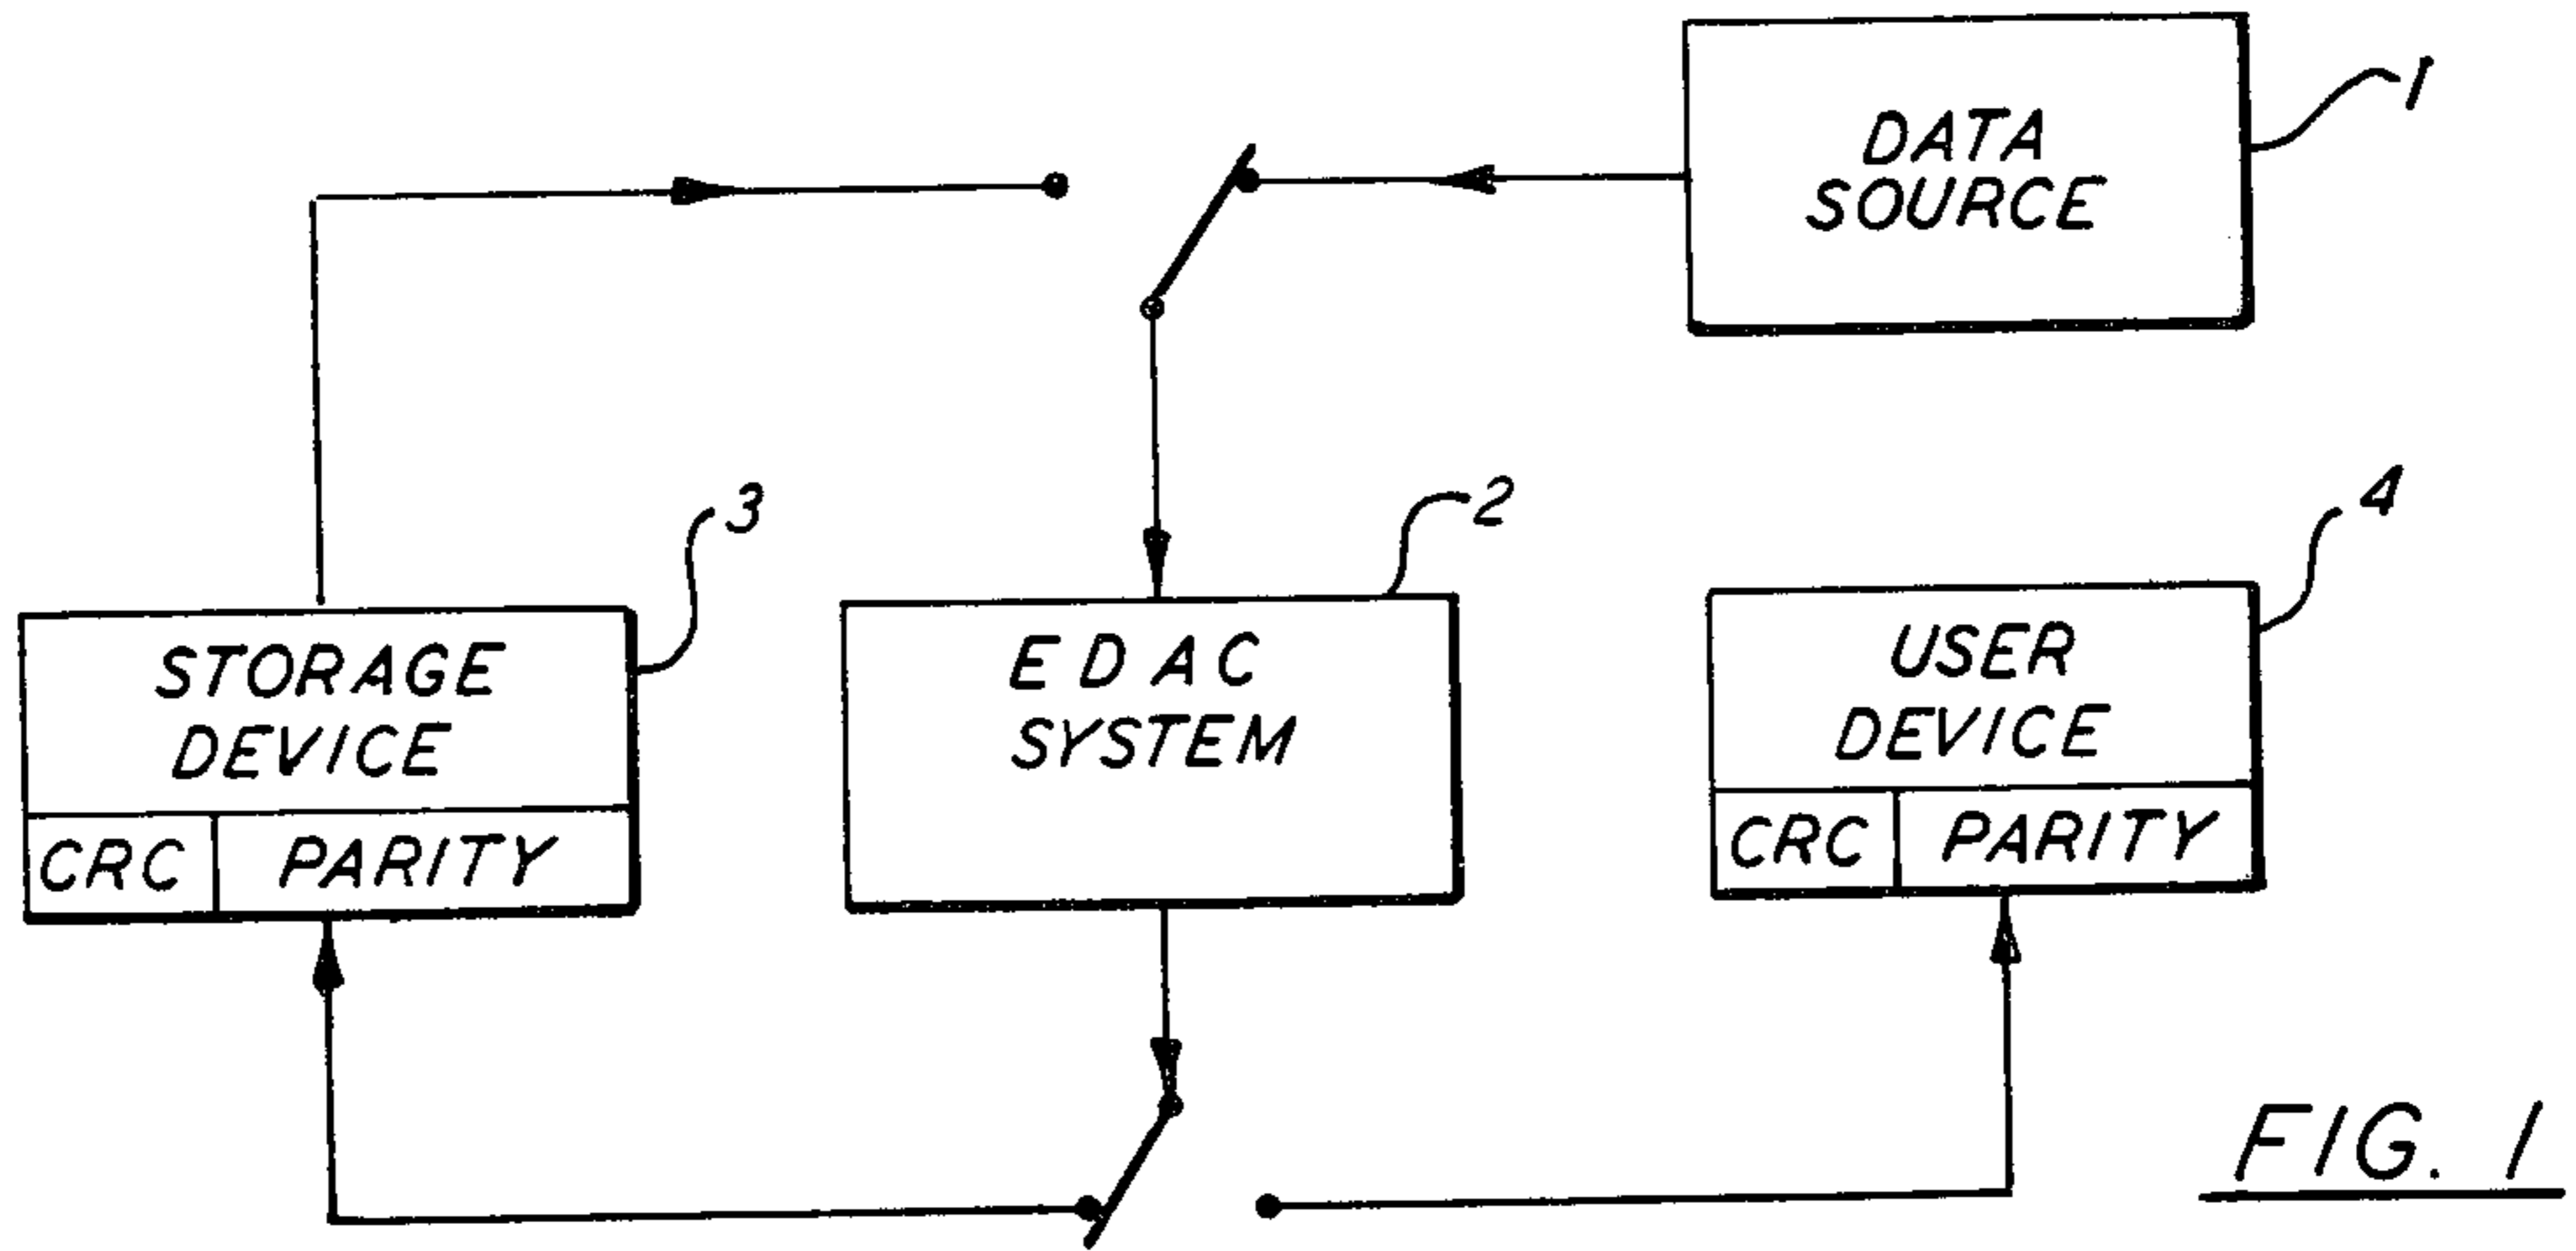 DATA
SOURCE
1
3
2
4
STORAGE
DEVICE
CRC PARITY
EDAC
SYSTEM
USER
DEVICE
CRC PARITY
FIG. 1